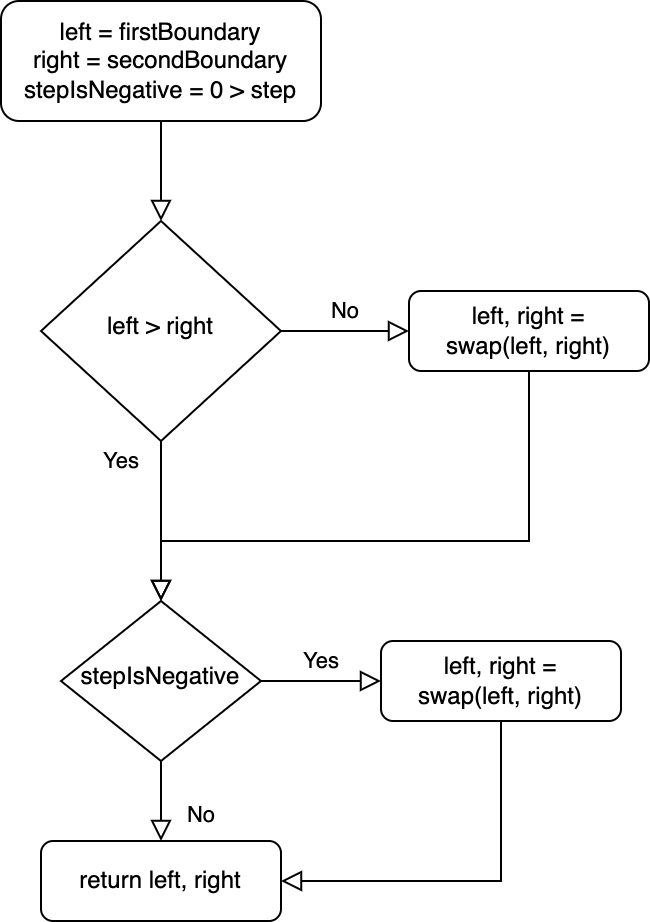 left = firstBoundary
right = secondBoundary
stepIsNegative = 0 > step
left > right
No
left, right =
swap(left, right)
Yes
stepIsNegative
Yes
left, right =
swap(left, right)
No
return left, right